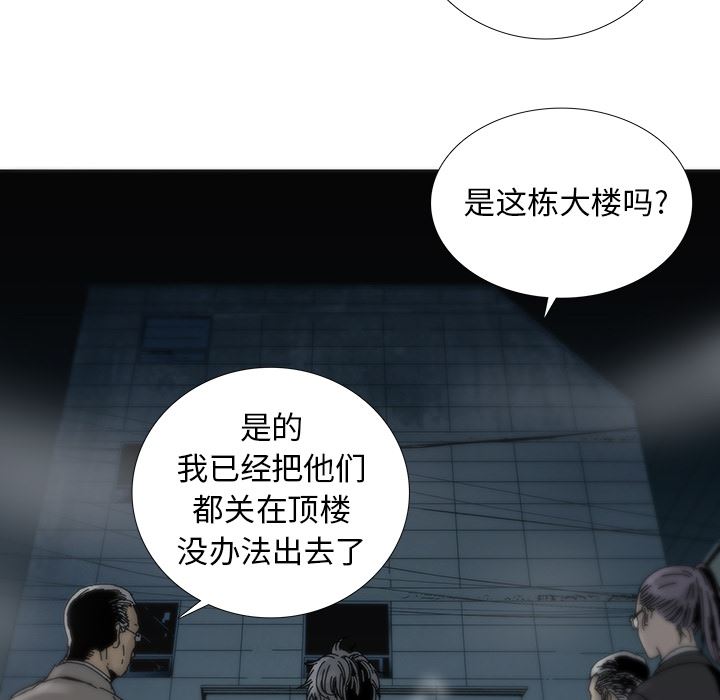 是这栋大楼吗?
是的
我已经把他们
都关在顶楼
没办法出去了